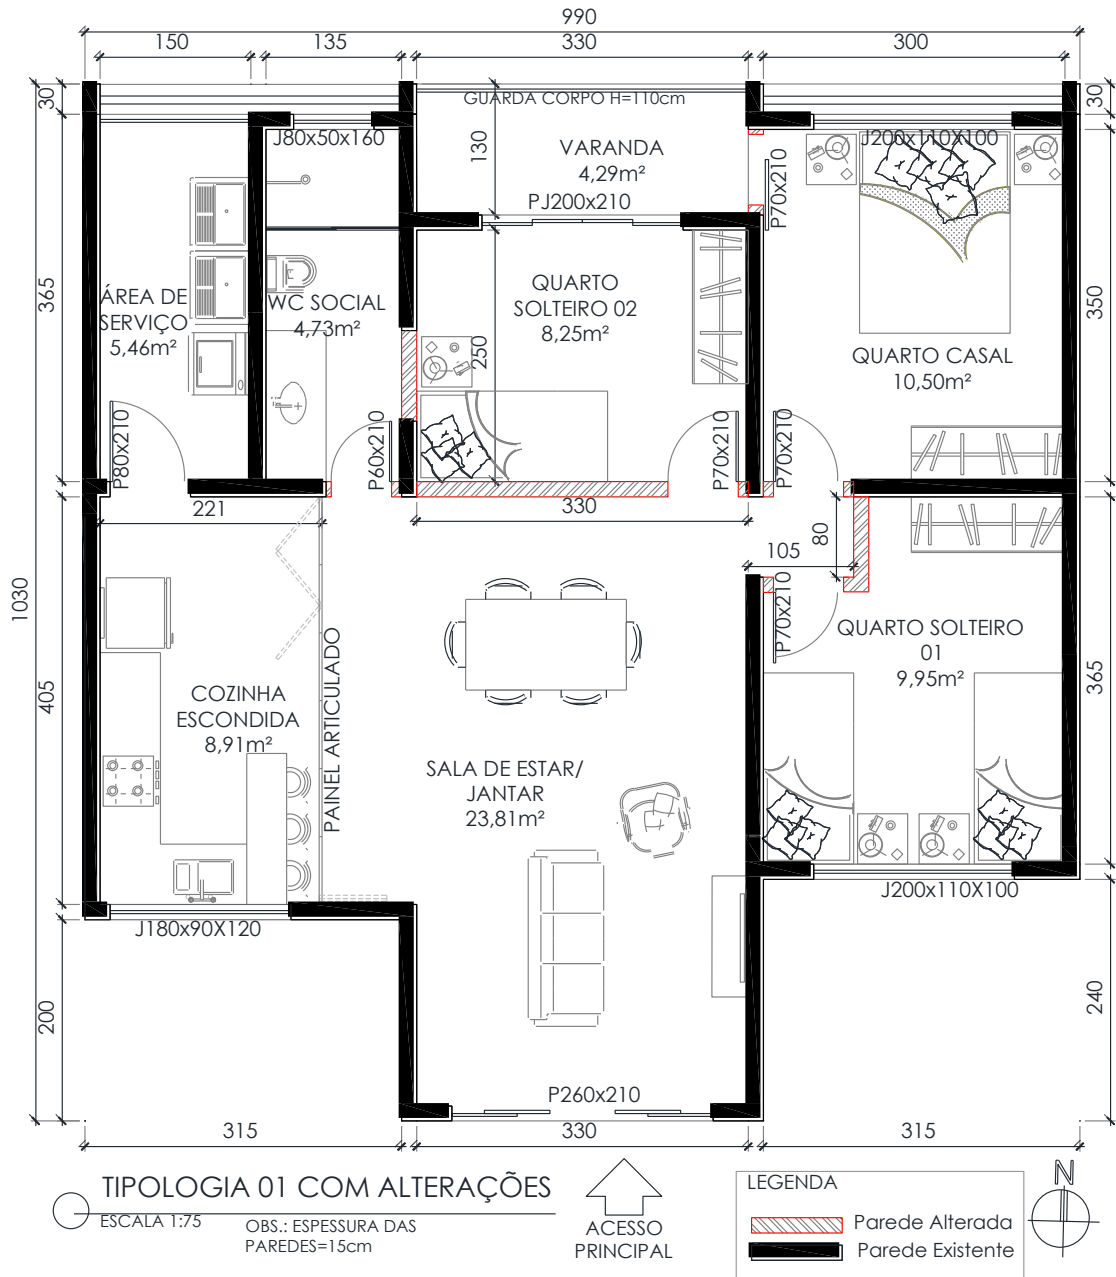 990
150
135
330
300
30
30
GUARDA CORPO H=110cm
J80x50x160
J200x110X100
130
VARANDA
4,29m²
PJ200x210
P70x210
365
350
ÁREA DE
SERVIÇO
5,46m²
WC SOCIAL
4,73m²
QUARTO
SOLTEIRO 02
8,25m²
250
QUARTO CASAL
10,50m²
P80x210
P60x210
P70x210
P70x210
221
330
105
80
1030
405
P70x210
QUARTO SOLTEIRO
01
9,95m²
365
COZINHA
ESCONDIDA
8,91m²
PAINEL ARTICULADO
SALA DE ESTAR/
JANTAR
23,81m²
J180x90X120
J200x110X100
200
240
P260x210
315
330
315
TIPOLOGIA 01 COM ALTERAÇÕES
ESCALA 1:75
OBS.: ESPESSURA DAS
PAREDES=15cm
ACESSO
PRINCIPAL
LEGENDA
Parede Alterada
Parede Existente
N